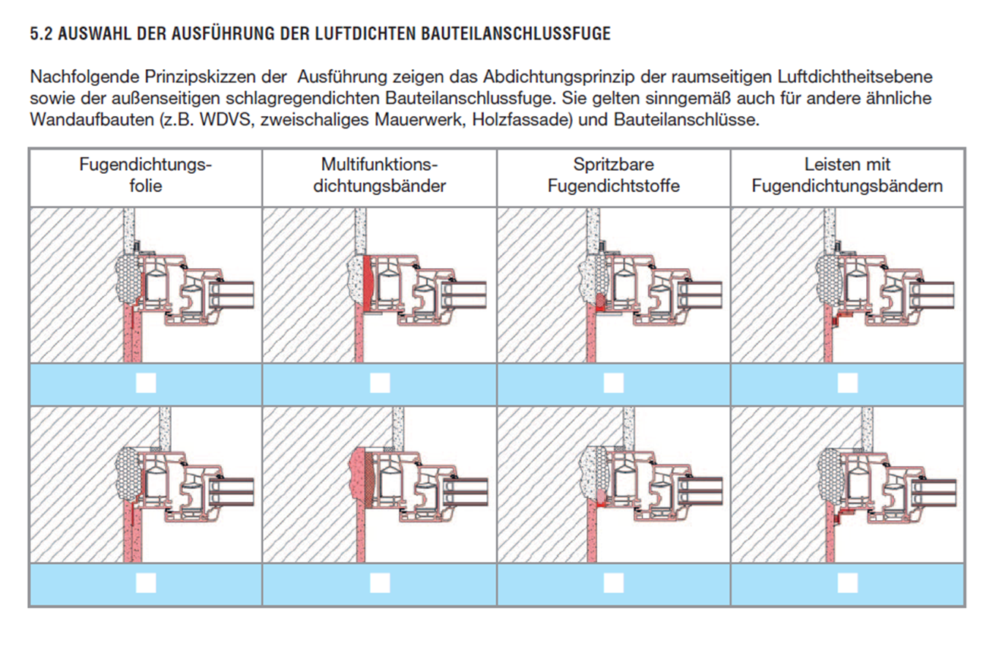 5.2 AUSWAHL DER AUSFÜHRUNG DER LUFTDICHTEN BAUTEILANSCHLUSSFUGE
Nachfolgende Prinzipskizzen der Ausführung zeigen das Abdichtungsprinzip der raumseitigen Luftdichtheitsebene
sowie der außenseitigen schlagregendichten Bauteilanschlussfuge. Sie gelten sinngemäß auch für andere ähnliche
Wandaufbauten (z.B. WDVS, zweischaliges Mauerwerk, Holzfassade) und Bauteilanschlüsse.
Fugendichtungs-
folie
Multifunktions-
dichtungsbänder
Spritzbare
Fugendichtstoffe
Leisten mit
Fugendichtungsbändern